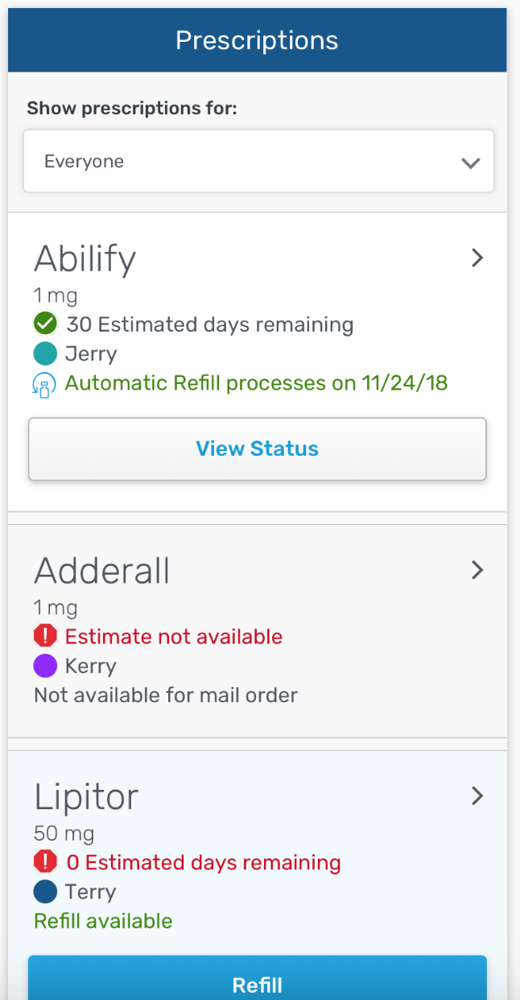 Prescriptions
Show prescriptions for:
Everyone
Abilify
1 mg
30 Estimated days remaining
Jerry
Automatic Refill processes on 11/24/18
View Status
Adderall
1 mg
Estimate not available
Kerry
Not available for mail order
Lipitor
50 mg
0 Estimated days remaining
Terry
Refill available
Refill